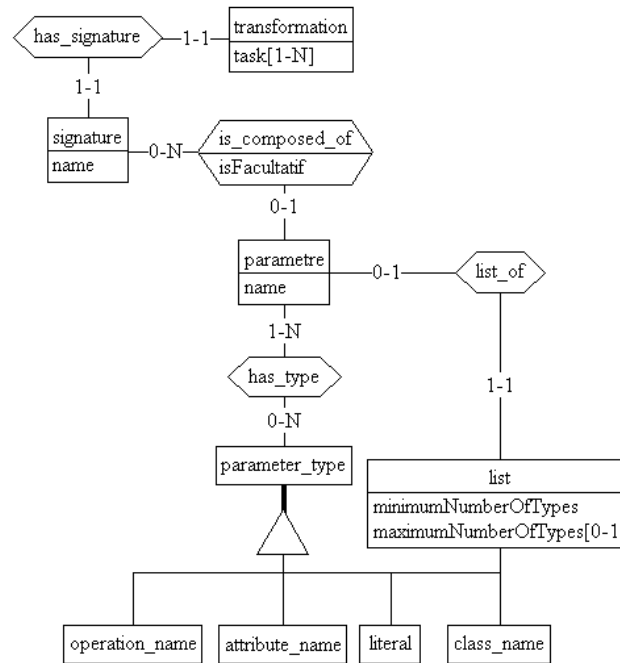 has_signature
1-1
transformation
task[1-N]
1-1
signature
name
0-N
is_composed_of
isFacultatif
0-1
parametre
name
0-1
list_of
1-N
has_type
1-1
0-N
parameter_type
list
minimumNumberOfTypes
maximumNumberOfTypes[0-1
operation_name
attribute_name
literal
class_name